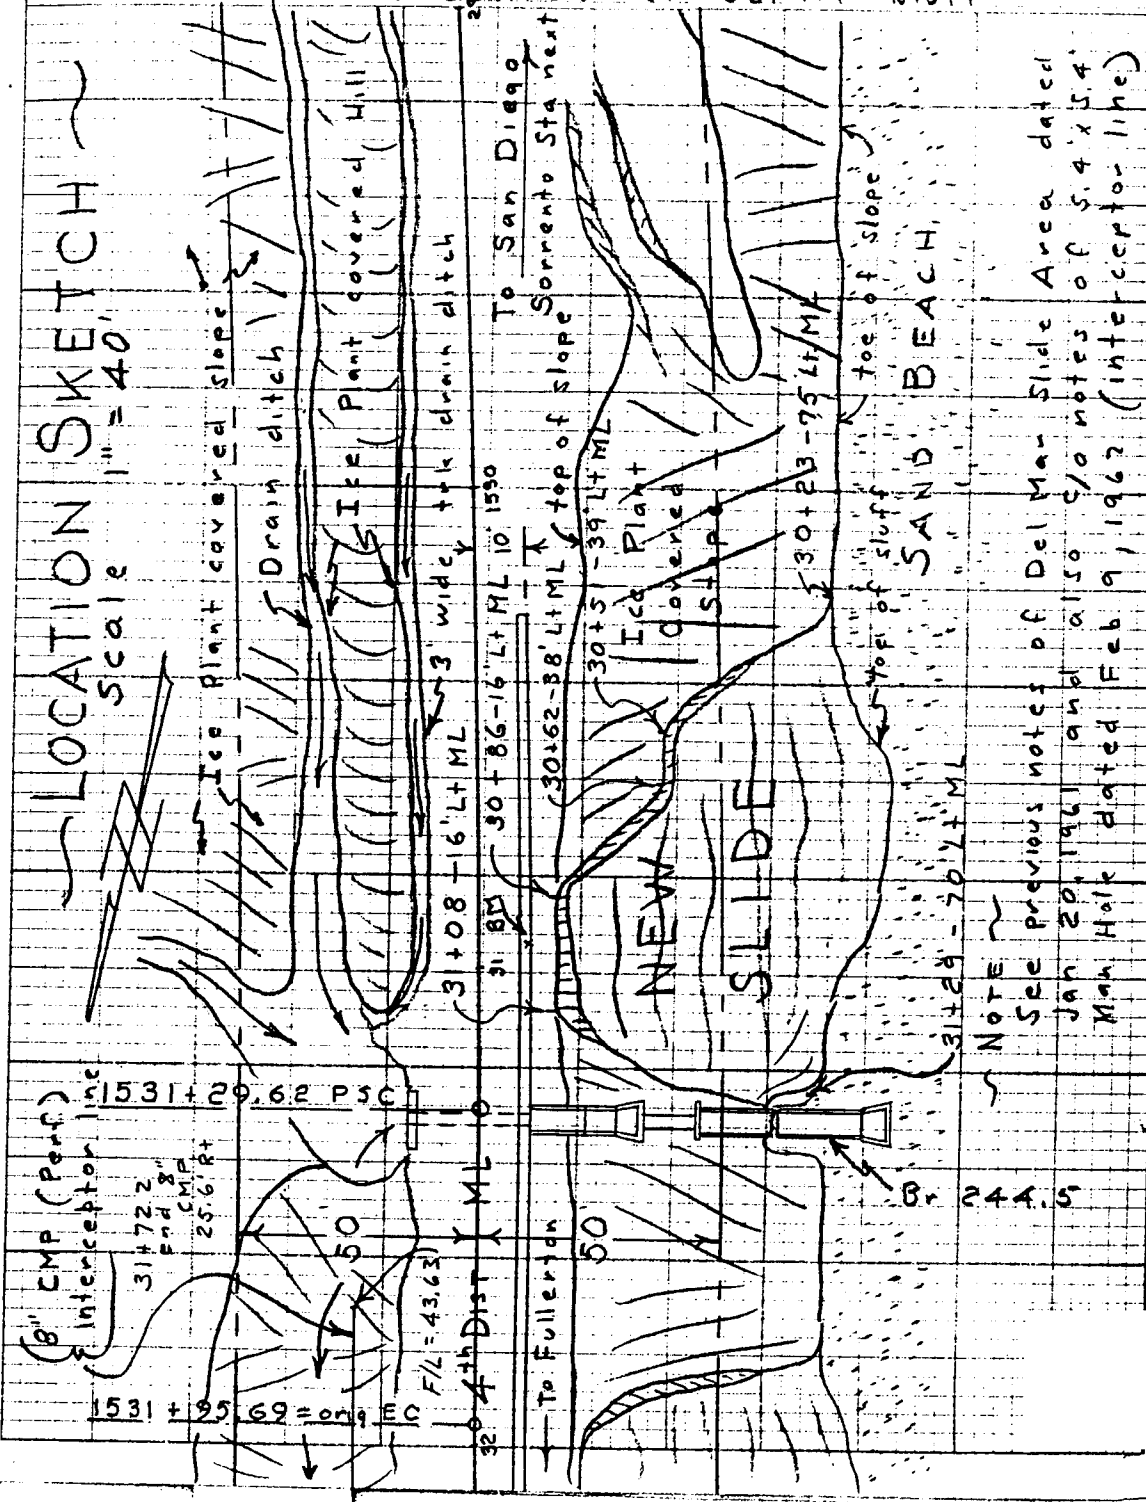 ~ LOCATION SKETCH ~
Scale 1" = 40'
Ice plant covered slope
Drain ditch
Ice Plant covered Hill
3' wide trk drain ditch
8" CMP (Perf.)
Interceptor line
31+72.2
end 8"
CMP
25.6' Rt
1531+29.62 PSC
1531+95.69 = orig EC
50'
F/L = 43.63
32
4th Dist
ML
31+08-16' Lt ML
31
BM
30+86-16' Lt ML
10'
1530
29
To San Diego
Sorrento Sta next
To Fullerton
50'
30+62-38' Lt ML
top of slope
30+51-39' Lt ML
Ice Plant
Covered
Slope
NEW
SLIDE
30+23-75' Lt/ML
toe of slope
toe of sluff
SAND BEACH
31+29-70' Lt ML
Br 244.5
~ NOTE ~
See previous notes of Del Mar Slide Area dated
Jan 20, 1961 and also c/o notes of 5.4' x 5.4'
Man Hole dated Feb 9, 1962 (interceptor line)